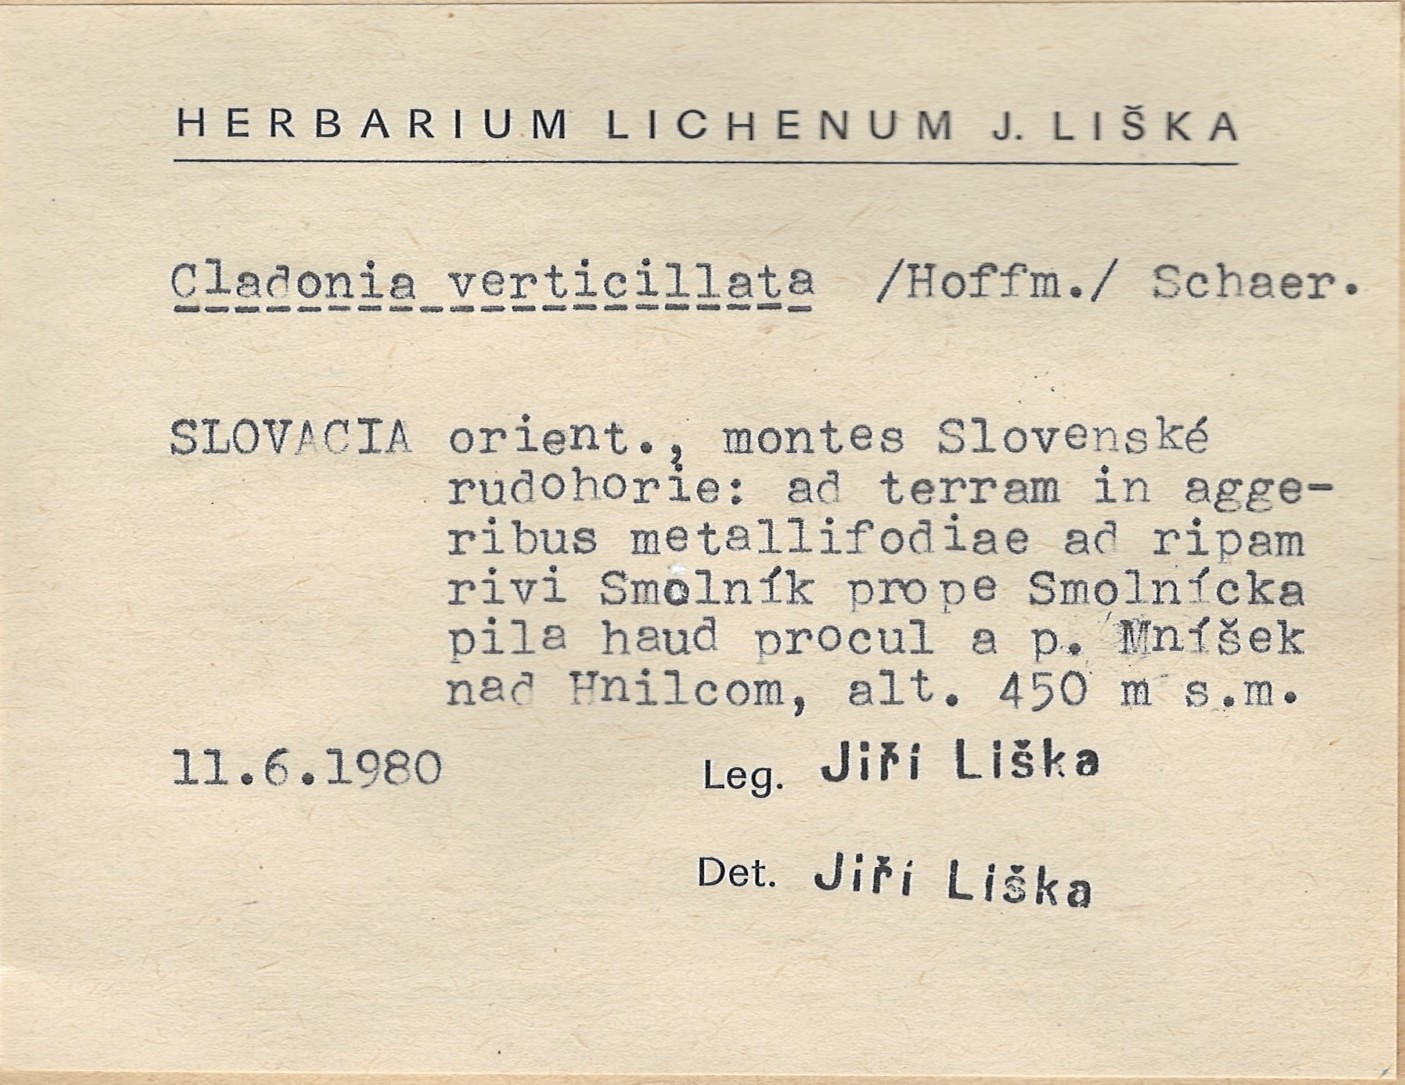 HERBARIUM LICHENUM J. LIŠKA
Cladonia verticillata /Hoffm./ Schaer.
SLOVACIA orient., montes Slovenské
rudohorie: ad terram in agge-
ribus metallifodiae ad ripam
rivi Smolník prope Smolnícka
pila haud procul a p. Mníšek
nad Hnilcom, alt. 450 m s.m.
11.6.1980 Leg. Jiří Liška
Det. Jiří Liška